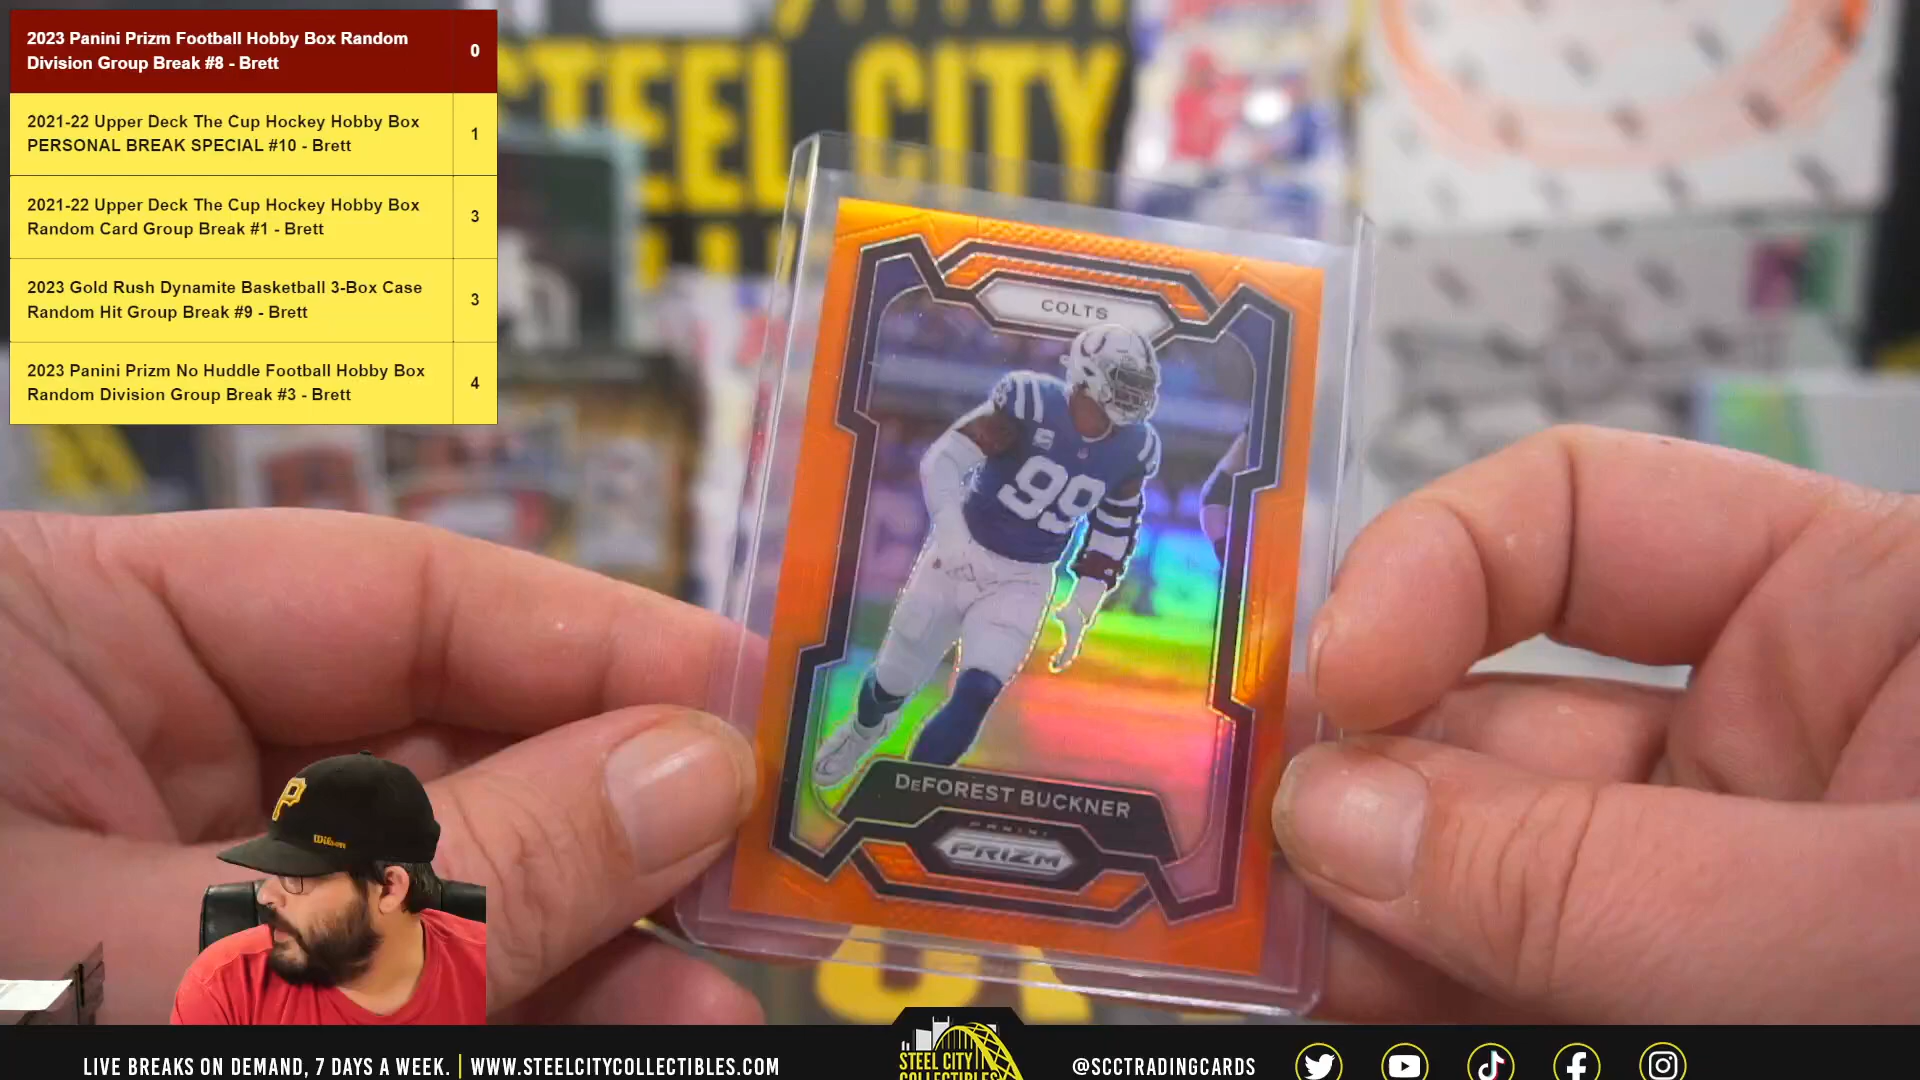 2023 Panini Prizm Football Hobby Box Random
Division Group Break #8 - Brett
0
2021-22 Upper Deck The Cup Hockey Hobby Box
PERSONAL BREAK SPECIAL #10 - Brett
1
2021-22 Upper Deck The Cup Hockey Hobby Box
Random Card Group Break #1 - Brett
3
2023 Gold Rush Dynamite Basketball 3-Box Case
Random Hit Group Break #9 - Brett
3
2023 Panini Prizm No Huddle Football Hobby Box
Random Division Group Break #3 - Brett
4
STEEL CITY
COLTS
99
DEFOREST BUCKNER
PANINI
PRIZM
P
Wilson
LIVE BREAKS ON DEMAND, 7 DAYS A WEEK. | WWW.STEELCITYCOLLECTIBLES.COM
STEEL CITY
COLLECTIBLES
@SCCTRADINGCARDS